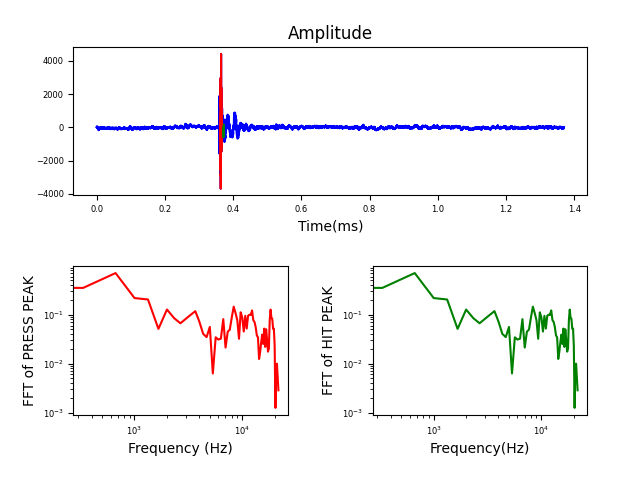 Amplitude
4000
2000
0
−2000
−4000
0.0 0.2 0.4 0.6 0.8 1.0 1.2 1.4
Time(ms)
FFT of PRESS PEAK
10⁻¹
10⁻²
10⁻³
10³ 10⁴
Frequency (Hz)
FFT of HIT PEAK
10⁻¹
10⁻²
10⁻³
10³ 10⁴
Frequency(Hz)